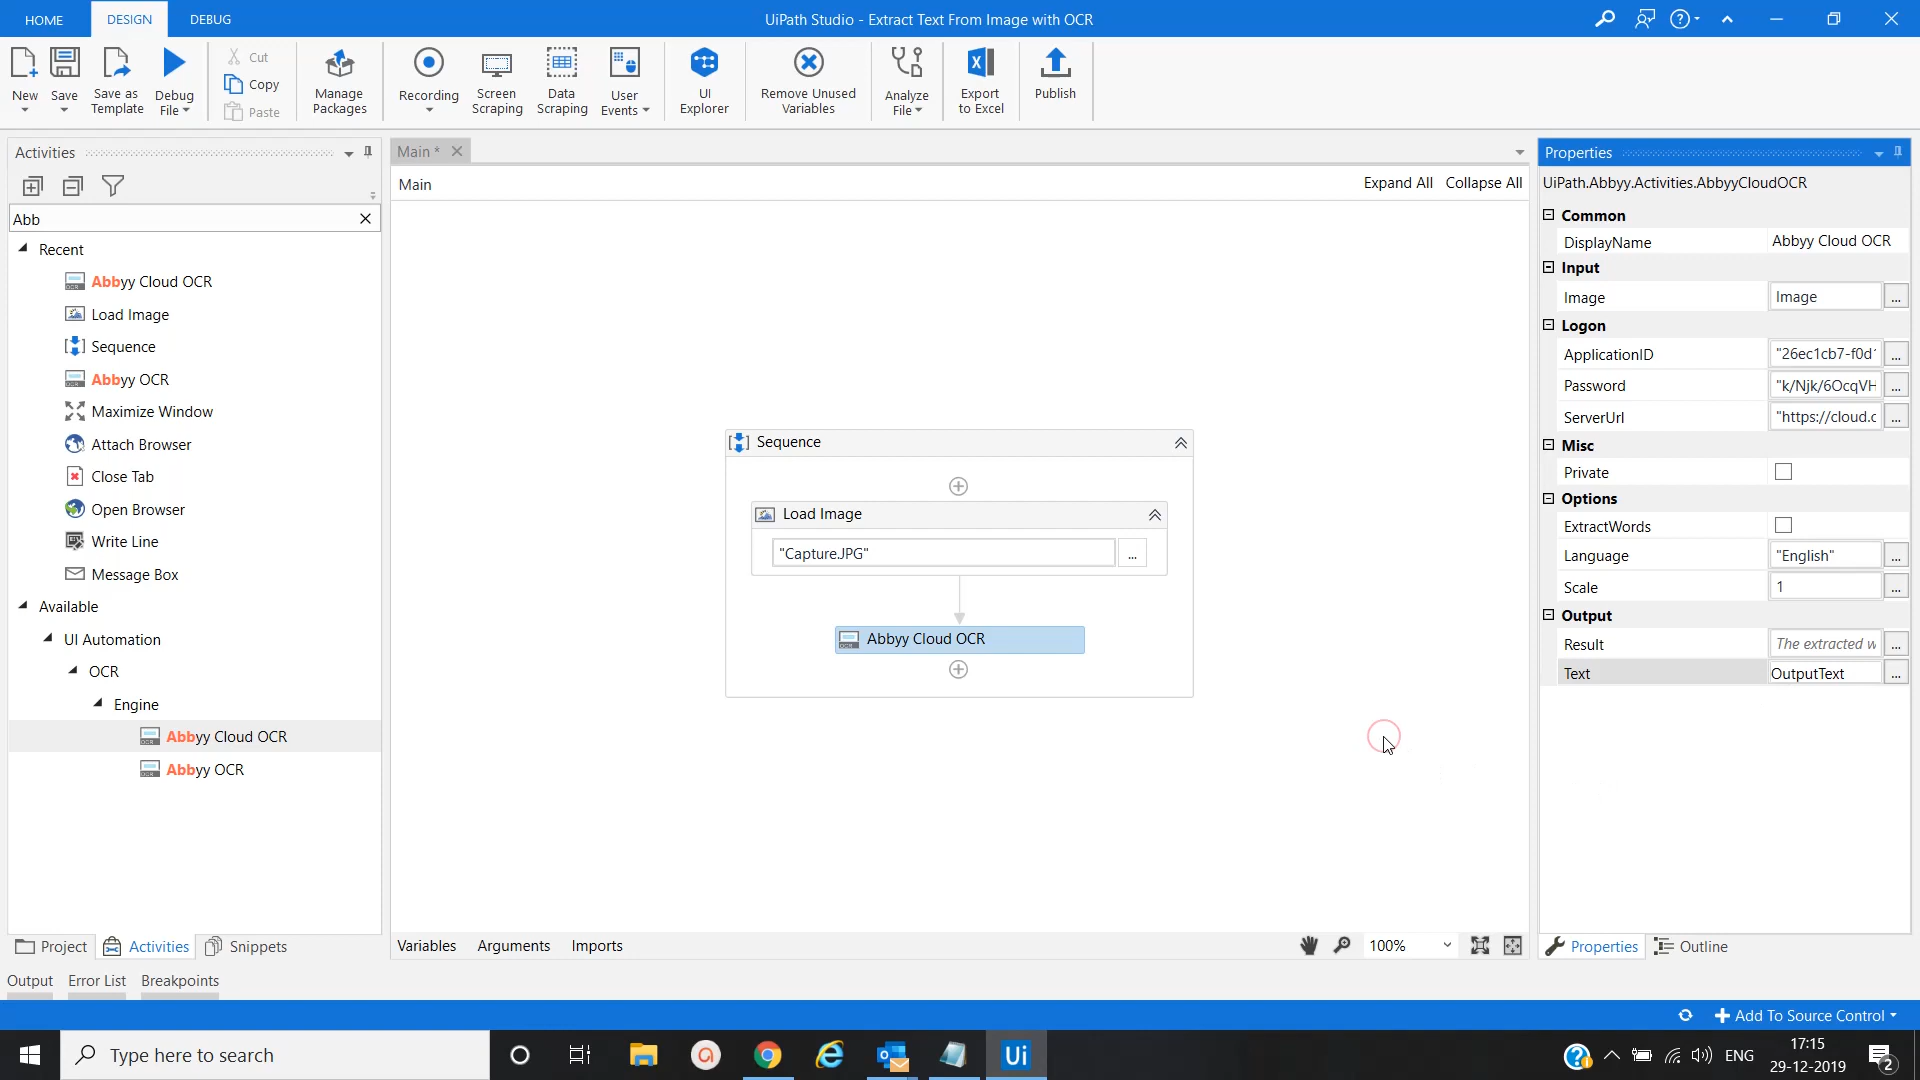 HOME DESIGN DEBUG UiPath Studio - Extract Text From Image with OCR
New Save Save as Template Debug File Cut Copy Paste Manage Packages Recording Screen Scraping Data Scraping User Events UI Explorer Remove Unused Variables Analyze File Export to Excel Publish
Activities
Abb
Recent
Abbyy Cloud OCR
Load Image
Sequence
Abbyy OCR
Maximize Window
Attach Browser
Close Tab
Open Browser
Write Line
Message Box
Available
UI Automation
OCR
Engine
Abbyy Cloud OCR
Abbyy OCR
Project Activities Snippets
Main *
Main Expand All Collapse All
Sequence
Load Image
"Capture.JPG" ...
Abbyy Cloud OCR
Variables Arguments Imports 100%
Properties
UiPath.Abbyy.Activities.AbbyyCloudOCR
Common
DisplayName Abbyy Cloud OCR
Input
Image Image ...
Logon
ApplicationID "26ec1cb7-f0d ...
Password "k/Njk/6OcqVH ...
ServerUrl "https://cloud.c ...
Misc
Private
Options
ExtractWords
Language "English" ...
Scale 1 ...
Output
Result The extracted w ...
Text OutputText ...
Properties Outline
Output Error List Breakpoints
Add To Source Control
Type here to search Ui ENG 17:15
29-12-2019 2